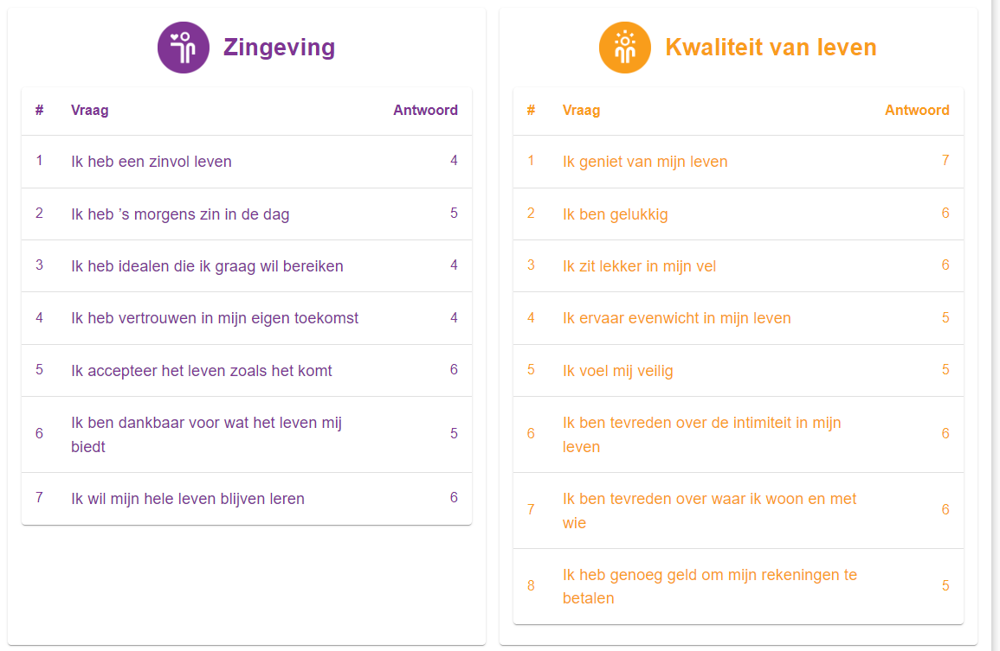 Zingeving
# Vraag Antwoord
1 Ik heb een zinvol leven 4
2 Ik heb ’s morgens zin in de dag 5
3 Ik heb idealen die ik graag wil bereiken 4
4 Ik heb vertrouwen in mijn eigen toekomst 4
5 Ik accepteer het leven zoals het komt 6
6 Ik ben dankbaar voor wat het leven mij 5
biedt
7 Ik wil mijn hele leven blijven leren 6
Kwaliteit van leven
# Vraag Antwoord
1 Ik geniet van mijn leven 7
2 Ik ben gelukkig 6
3 Ik zit lekker in mijn vel 6
4 Ik ervaar evenwicht in mijn leven 5
5 Ik voel mij veilig 5
6 Ik ben tevreden over de intimiteit in mijn 6
leven
7 Ik ben tevreden over waar ik woon en met 6
wie
8 Ik heb genoeg geld om mijn rekeningen te 5
betalen